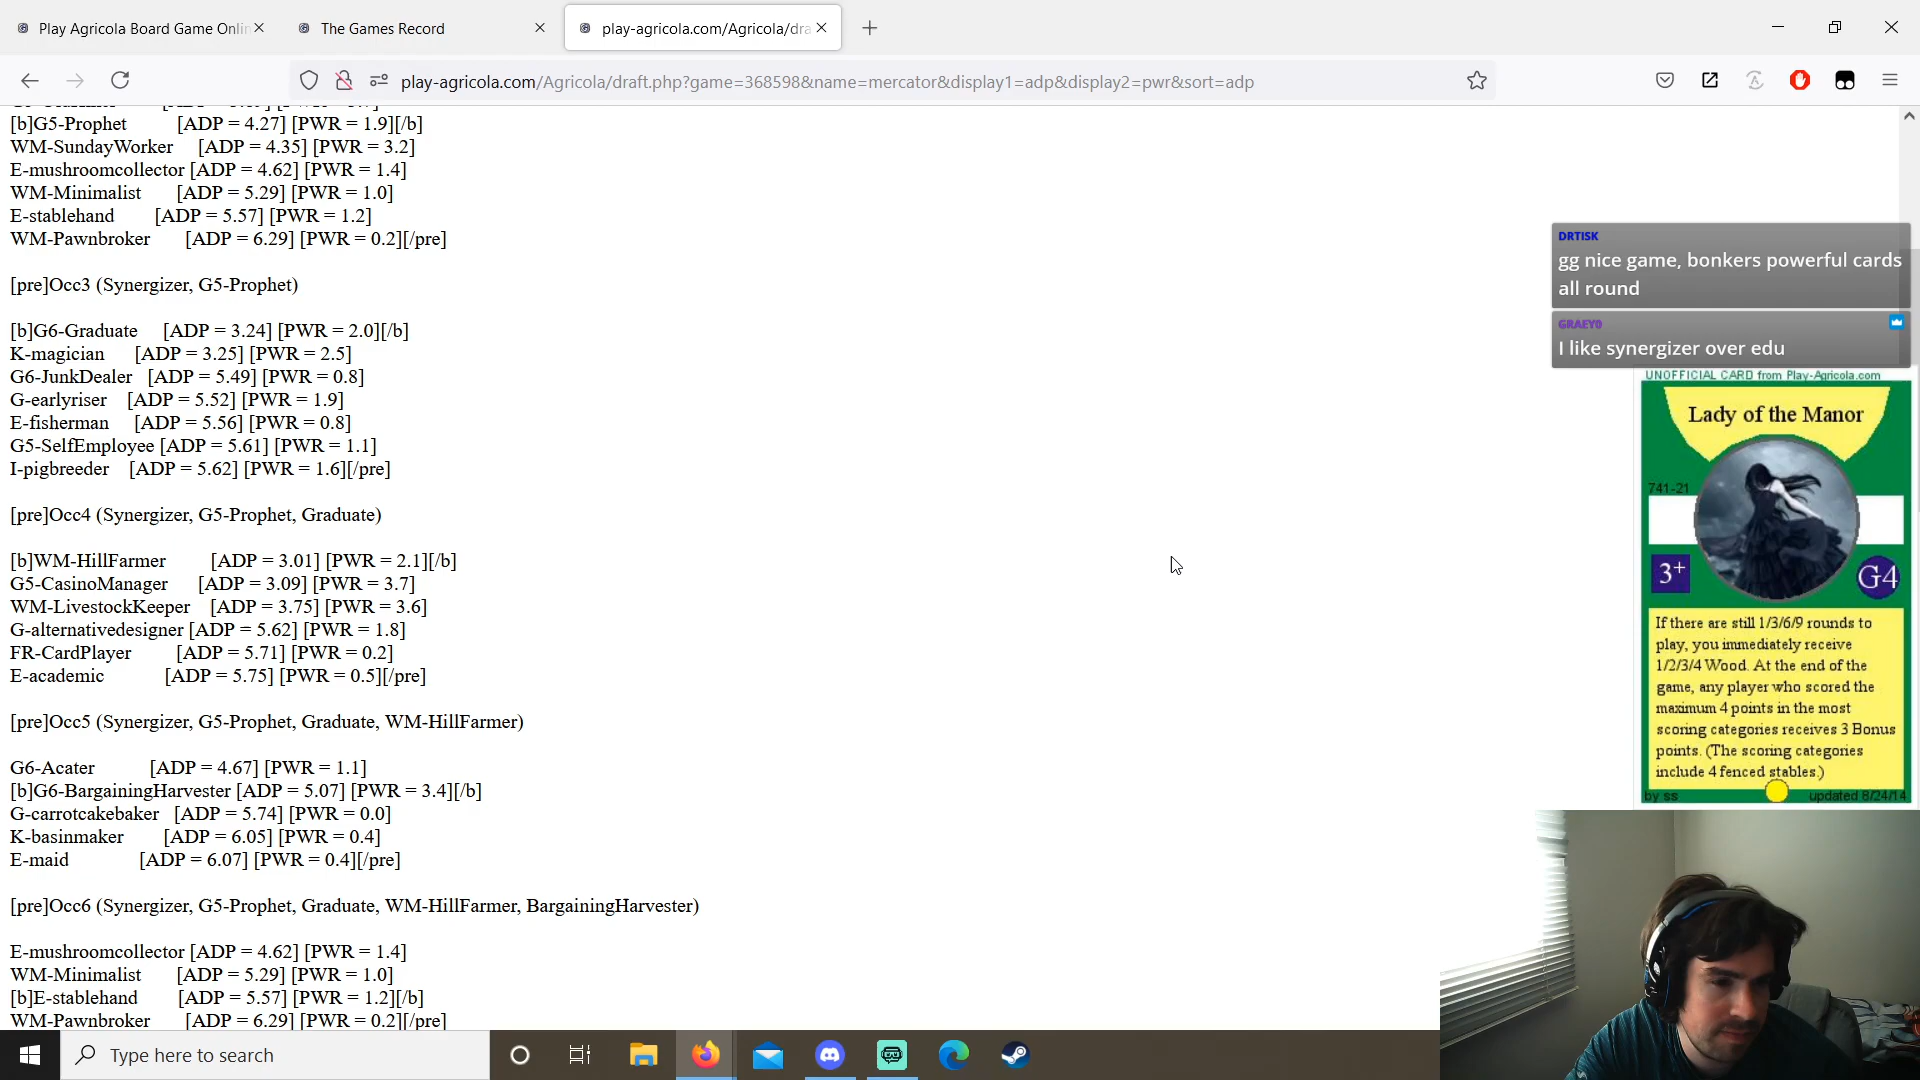 Play Agricola Board Game Onlin
The Games Record
play-agricola.com/Agricola/dra
play-agricola.com/Agricola/draft.php?game=368598&name=mercator&display1=adp&display2=pwr&sort=adp
[b]G5-Prophet [ADP = 4.27] [PWR = 1.9][/b]
WM-SundayWorker [ADP = 4.35] [PWR = 3.2]
E-mushroomcollector [ADP = 4.62] [PWR = 1.4]
WM-Minimalist [ADP = 5.29] [PWR = 1.0]
E-stablehand [ADP = 5.57] [PWR = 1.2]
WM-Pawnbroker [ADP = 6.29] [PWR = 0.2][/pre]
[pre]Occ3 (Synergizer, G5-Prophet)
[b]G6-Graduate [ADP = 3.24] [PWR = 2.0][/b]
K-magician [ADP = 3.25] [PWR = 2.5]
G6-JunkDealer [ADP = 5.49] [PWR = 0.8]
G-earlyriser [ADP = 5.52] [PWR = 1.9]
E-fisherman [ADP = 5.56] [PWR = 0.8]
G5-SelfEmployee [ADP = 5.61] [PWR = 1.1]
I-pigbreeder [ADP = 5.62] [PWR = 1.6][/pre]
[pre]Occ4 (Synergizer, G5-Prophet, Graduate)
[b]WM-HillFarmer [ADP = 3.01] [PWR = 2.1][/b]
G5-CasinoManager [ADP = 3.09] [PWR = 3.7]
WM-LivestockKeeper [ADP = 3.75] [PWR = 3.6]
G-alternativedesigner [ADP = 5.62] [PWR = 1.8]
FR-CardPlayer [ADP = 5.71] [PWR = 0.2]
E-academic [ADP = 5.75] [PWR = 0.5][/pre]
[pre]Occ5 (Synergizer, G5-Prophet, Graduate, WM-HillFarmer)
G6-Acater [ADP = 4.67] [PWR = 1.1]
[b]G6-BargainingHarvester [ADP = 5.07] [PWR = 3.4][/b]
G-carrotcakebaker [ADP = 5.74] [PWR = 0.0]
K-basinmaker [ADP = 6.05] [PWR = 0.4]
E-maid [ADP = 6.07] [PWR = 0.4][/pre]
[pre]Occ6 (Synergizer, G5-Prophet, Graduate, WM-HillFarmer, BargainingHarvester)
E-mushroomcollector [ADP = 4.62] [PWR = 1.4]
WM-Minimalist [ADP = 5.29] [PWR = 1.0]
[b]E-stablehand [ADP = 5.57] [PWR = 1.2][/b]
WM-Pawnbroker [ADP = 6.29] [PWR = 0.2][/pre]
DRTISK
gg nice game, bonkers powerful cards
all round
GRAEY0
I like synergizer over edu
UNOFFICIAL CARD from Play-Agricola.com
Lady of the Manor
741-21
3+
G4
If there are still 1/3/6/9 rounds to
play, you immediately receive
1/2/3/4 Wood. At the end of the
game, any player who scored the
maximum 4 points in the most
scoring categories receives 3 Bonus
points. (The scoring categories
include 4 fenced stables.)
by ss
updated 8/24/14
Type here to search